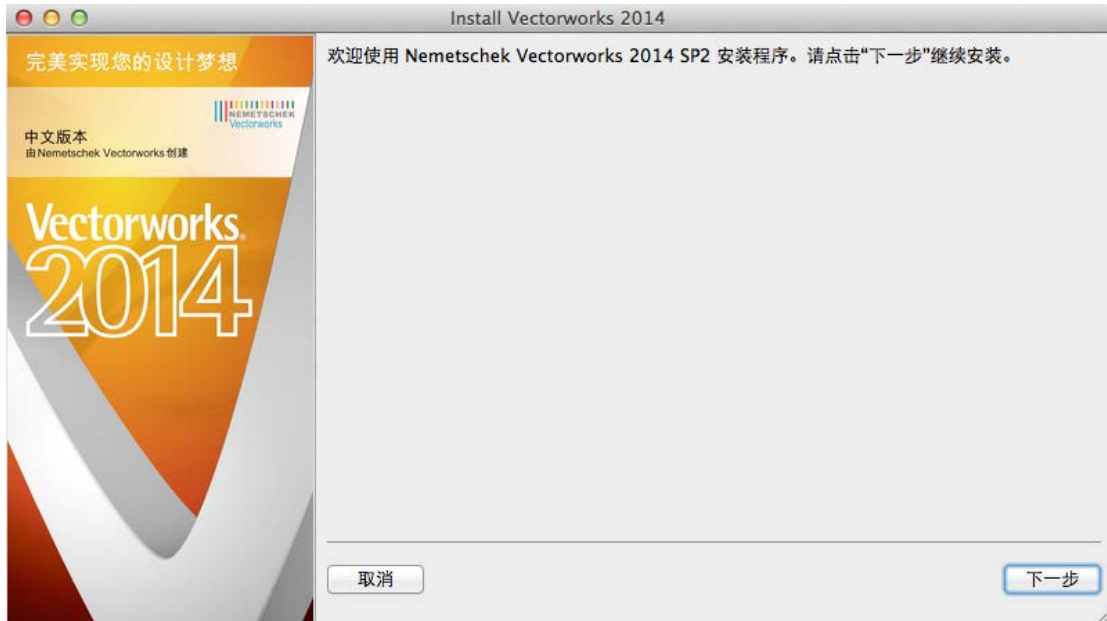 Install Vectorworks 2014
完美实现您的设计梦想
NEMETSCHEK
Vectorworks
中文版本
由Nemetschek Vectorworks创建
Vectorworks.
2014
欢迎使用 Nemetschek Vectorworks 2014 SP2 安装程序。请点击“下一步”继续安装。
取消
下一步